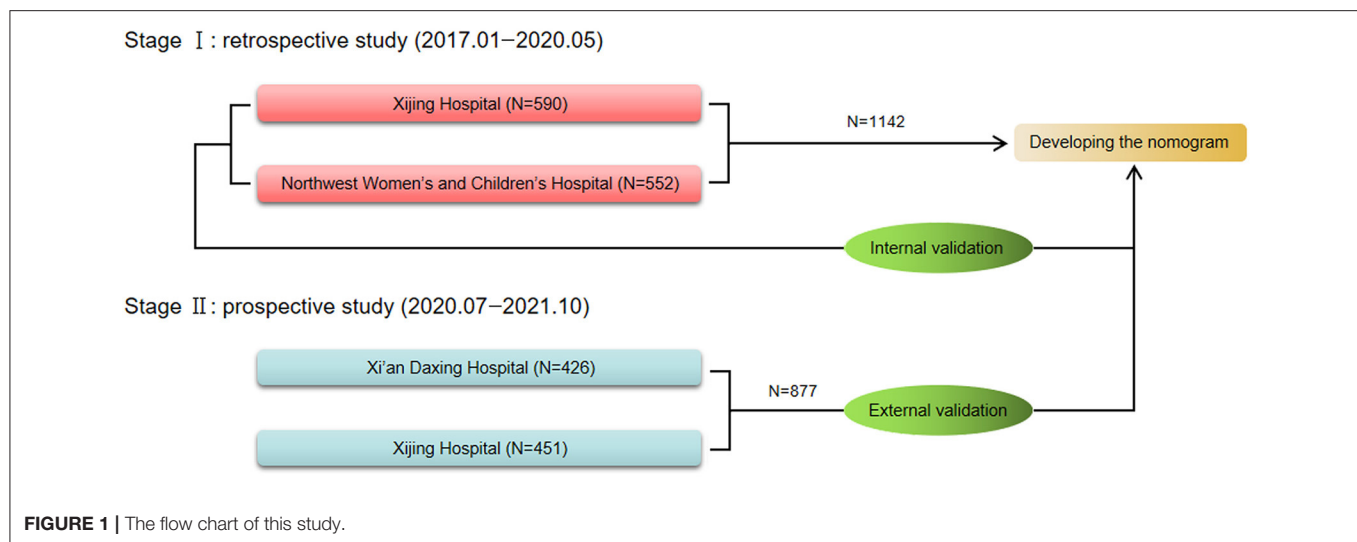 Stage Ⅰ: retrospective study (2017.01–2020.05)
Xijing Hospital (N=590)
N=1142
Developing the nomogram
Northwest Women's and Children's Hospital (N=552)
Internal validation
Stage Ⅱ: prospective study (2020.07–2021.10)
Xi'an Daxing Hospital (N=426)
N=877
External validation
Xijing Hospital (N=451)
FIGURE 1 | The flow chart of this study.